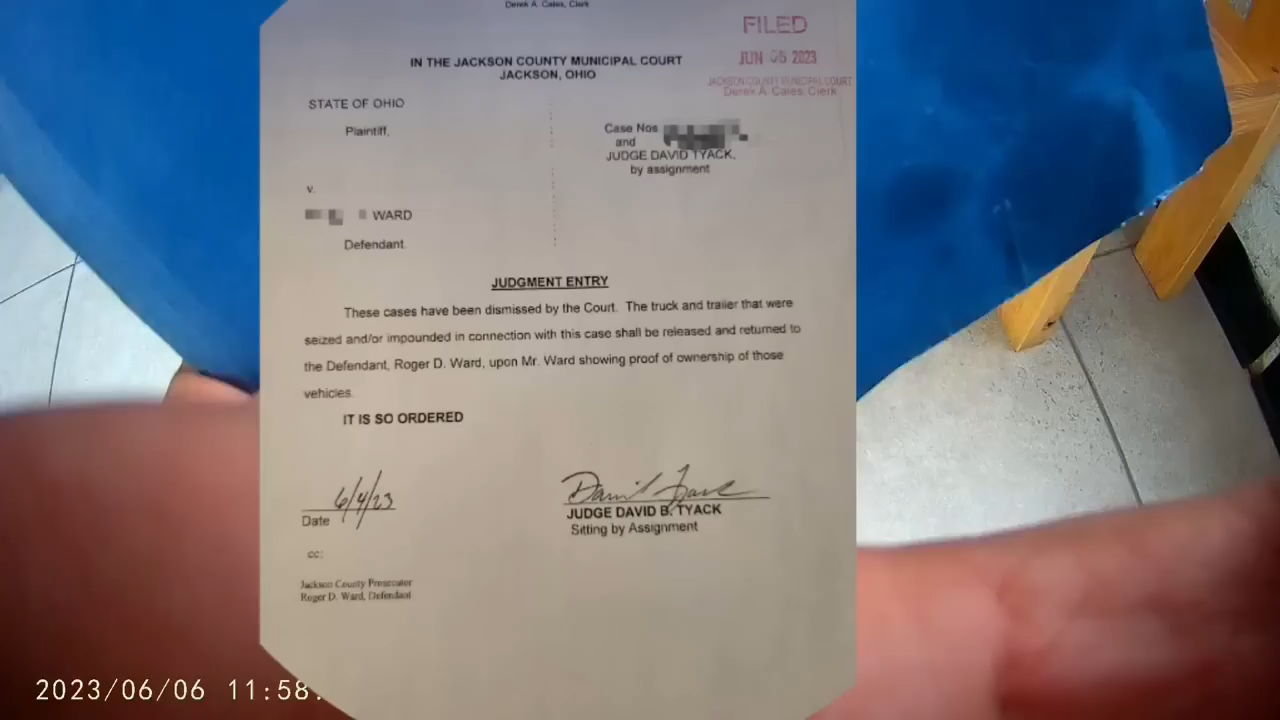 Derek A. Cales, Clerk
FILED
JUN 05 2023
JACKSON COUNTY MUNICIPAL COURT
Derek A. Cales, Clerk
IN THE JACKSON COUNTY MUNICIPAL COURT
JACKSON, OHIO
STATE OF OHIO
Plaintiff,
Case Nos
and
JUDGE DAVID TYACK,
by assignment
v.
WARD
Defendant.
JUDGMENT ENTRY
These cases have been dismissed by the Court. The truck and trailer that were
seized and/or impounded in connection with this case shall be released and returned to
the Defendant, Roger D. Ward, upon Mr. Ward showing proof of ownership of those
vehicles.
IT IS SO ORDERED
6/4/23
Date
David Tyack
JUDGE DAVID B. TYACK
Sitting by Assignment
cc:
Jackson County Prosecutor
Roger D. Ward, Defendant
2023/06/06 11:58